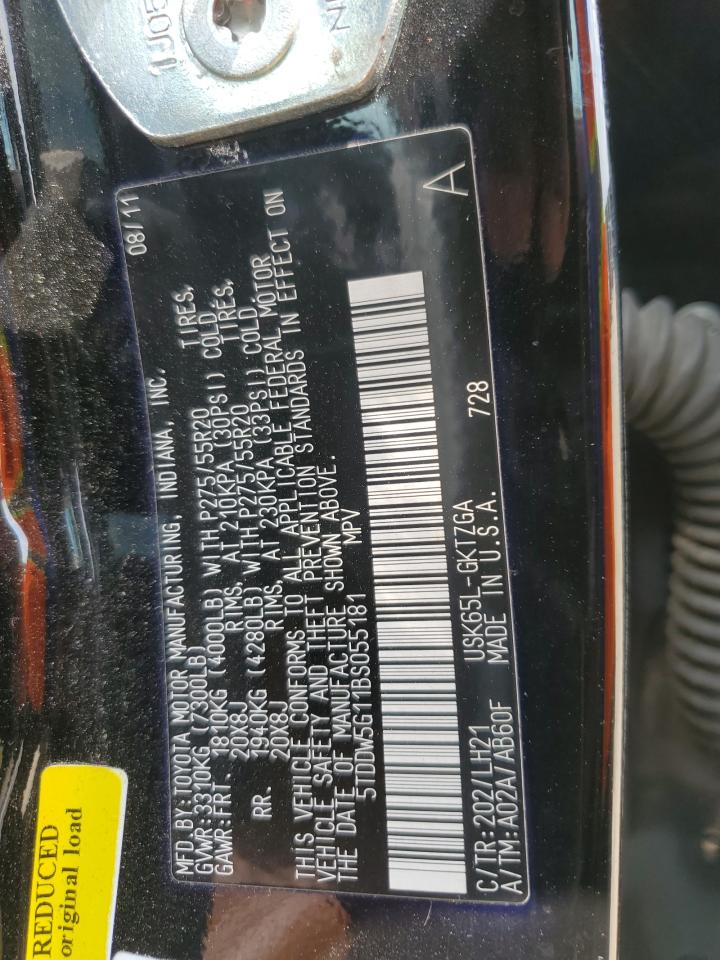 1J05
N
08/11
MFD.BY:TOYOTA MOTOR MANUFACTURING, INDIANA, INC.
GVWR:3310KG (7300LB)
GAWR:FRT. 1810KG (4000LB) WITH P275/55R20 TIRES,
20X8J RIMS, AT 210KPA (30PSI) COLD
RR. 1940KG (4280LB) WITH P275/55R20 TIRES,
20X8J RIMS, AT 230KPA (33PSI) COLD.
THIS VEHICLE CONFORMS TO ALL APPLICABLE FEDERAL MOTOR
VEHICLE SAFETY AND THEFT PREVENTION STANDARDS IN EFFECT ON
THE DATE OF MANUFACTURE SHOWN ABOVE.
5TDDW5G11BS055181 MPV
A
C/TR:202/LH21 USK65L-GKTZGA 728
A/TM:A02A/AB60F MADE IN U.S.A.
REDUCED
original load